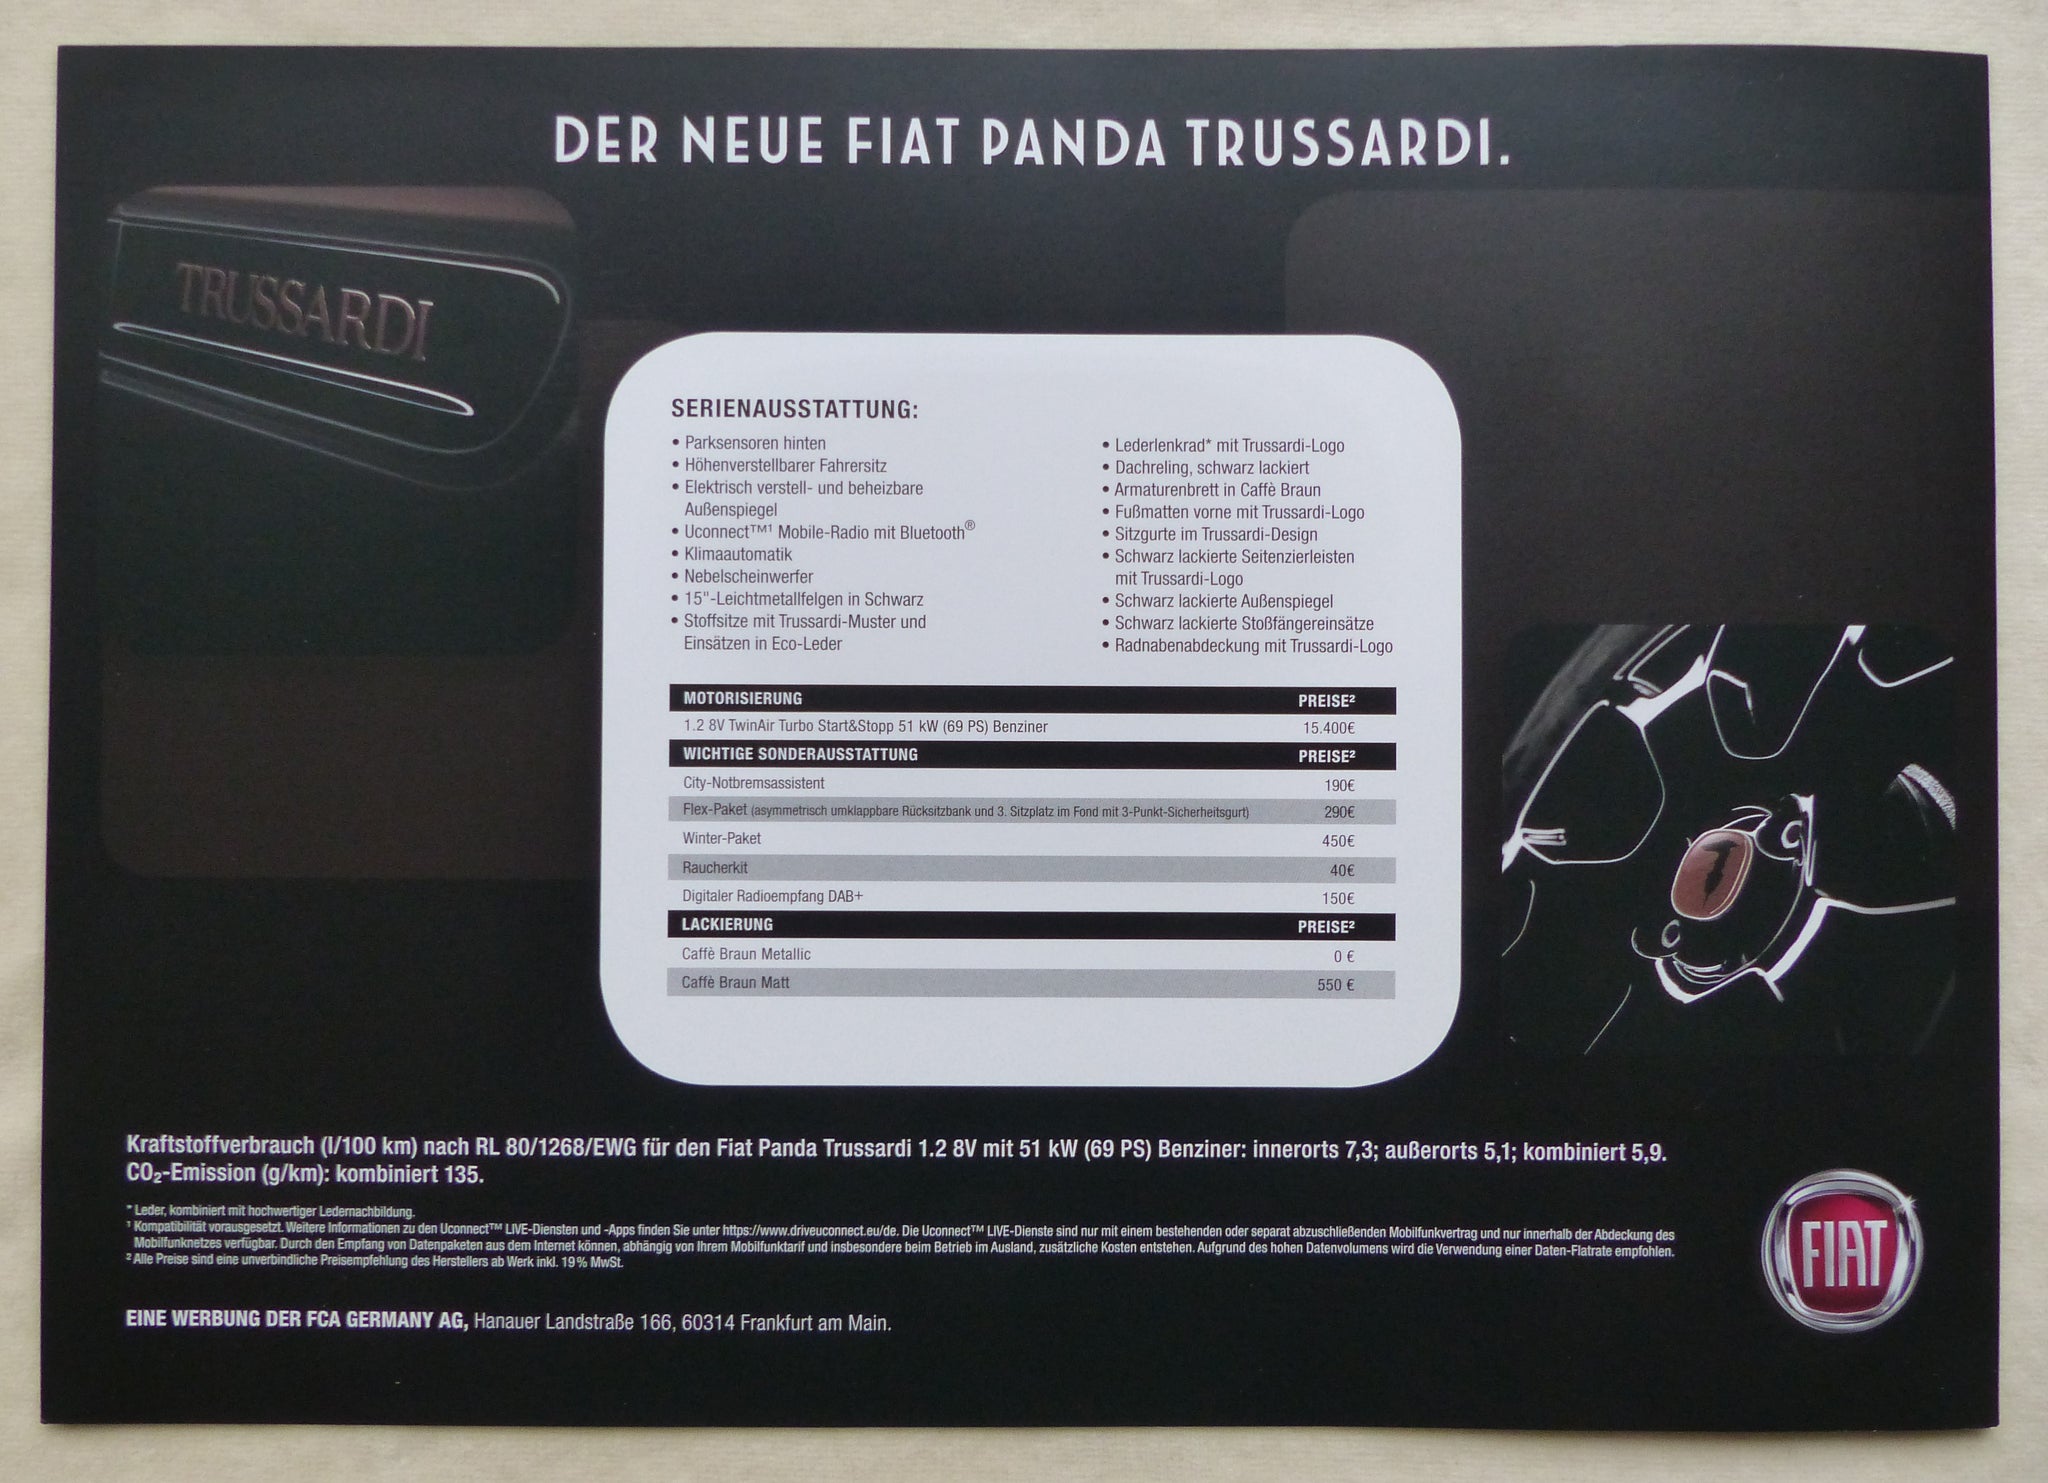 DER NEUE FIAT PANDA TRUSSARDI.
TRUSSARDI
SERIENAUSSTATTUNG:
• Parksensoren hinten
• Höhenverstellbarer Fahrersitz
• Elektrisch verstell- und beheizbare
Außenspiegel
• Uconnect™¹ Mobile-Radio mit Bluetooth®
• Klimaautomatik
• Nebelscheinwerfer
• 15"-Leichtmetallfelgen in Schwarz
• Stoffsitze mit Trussardi-Muster und
Einsätzen in Eco-Leder
• Lederlenkrad* mit Trussardi-Logo
• Dachreling, schwarz lackiert
• Armaturenbrett in Caffè Braun
• Fußmatten vorne mit Trussardi-Logo
• Sitzgurte im Trussardi-Design
• Schwarz lackierte Seitenzierleisten
mit Trussardi-Logo
• Schwarz lackierte Außenspiegel
• Schwarz lackierte Stoßfängereinsätze
• Radnabenabdeckung mit Trussardi-Logo
MOTORISIERUNG PREISE²
1.2 8V TwinAir Turbo Start&Stopp 51 kW (69 PS) Benziner 15.400€
WICHTIGE SONDERAUSSTATTUNG PREISE²
City-Notbremsassistent 190€
Flex-Paket (asymmetrisch umklappbare Rücksitzbank und 3. Sitzplatz im Fond mit 3-Punkt-Sicherheitsgurt) 290€
Winter-Paket 450€
Raucherkit 40€
Digitaler Radioempfang DAB+ 150€
LACKIERUNG PREISE²
Caffè Braun Metallic 0 €
Caffè Braun Matt 550 €
Kraftstoffverbrauch (l/100 km) nach RL 80/1268/EWG für den Fiat Panda Trussardi 1.2 8V mit 51 kW (69 PS) Benziner: innerorts 7,3; außerorts 5,1; kombiniert 5,9.
CO₂-Emission (g/km): kombiniert 135.
* Leder, kombiniert mit hochwertiger Ledernachbildung.
¹ Kompatibilität vorausgesetzt. Weitere Informationen zu den Uconnect™ LIVE-Diensten und -Apps finden Sie unter https://www.driveuconnect.eu/de. Die Uconnect™ LIVE-Dienste sind nur mit einem bestehenden oder separat abzuschließenden Mobilfunkvertrag und nur innerhalb der Abdeckung des
Mobilfunknetzes verfügbar. Durch den Empfang von Datenpaketen aus dem Internet können, abhängig von Ihrem Mobilfunktarif und insbesondere beim Betrieb im Ausland, zusätzliche Kosten entstehen. Aufgrund des hohen Datenvolumens wird die Verwendung einer Daten-Flatrate empfohlen.
² Alle Preise sind eine unverbindliche Preisempfehlung des Herstellers ab Werk inkl. 19% MwSt.
FIAT
EINE WERBUNG DER FCA GERMANY AG, Hanauer Landstraße 166, 60314 Frankfurt am Main.